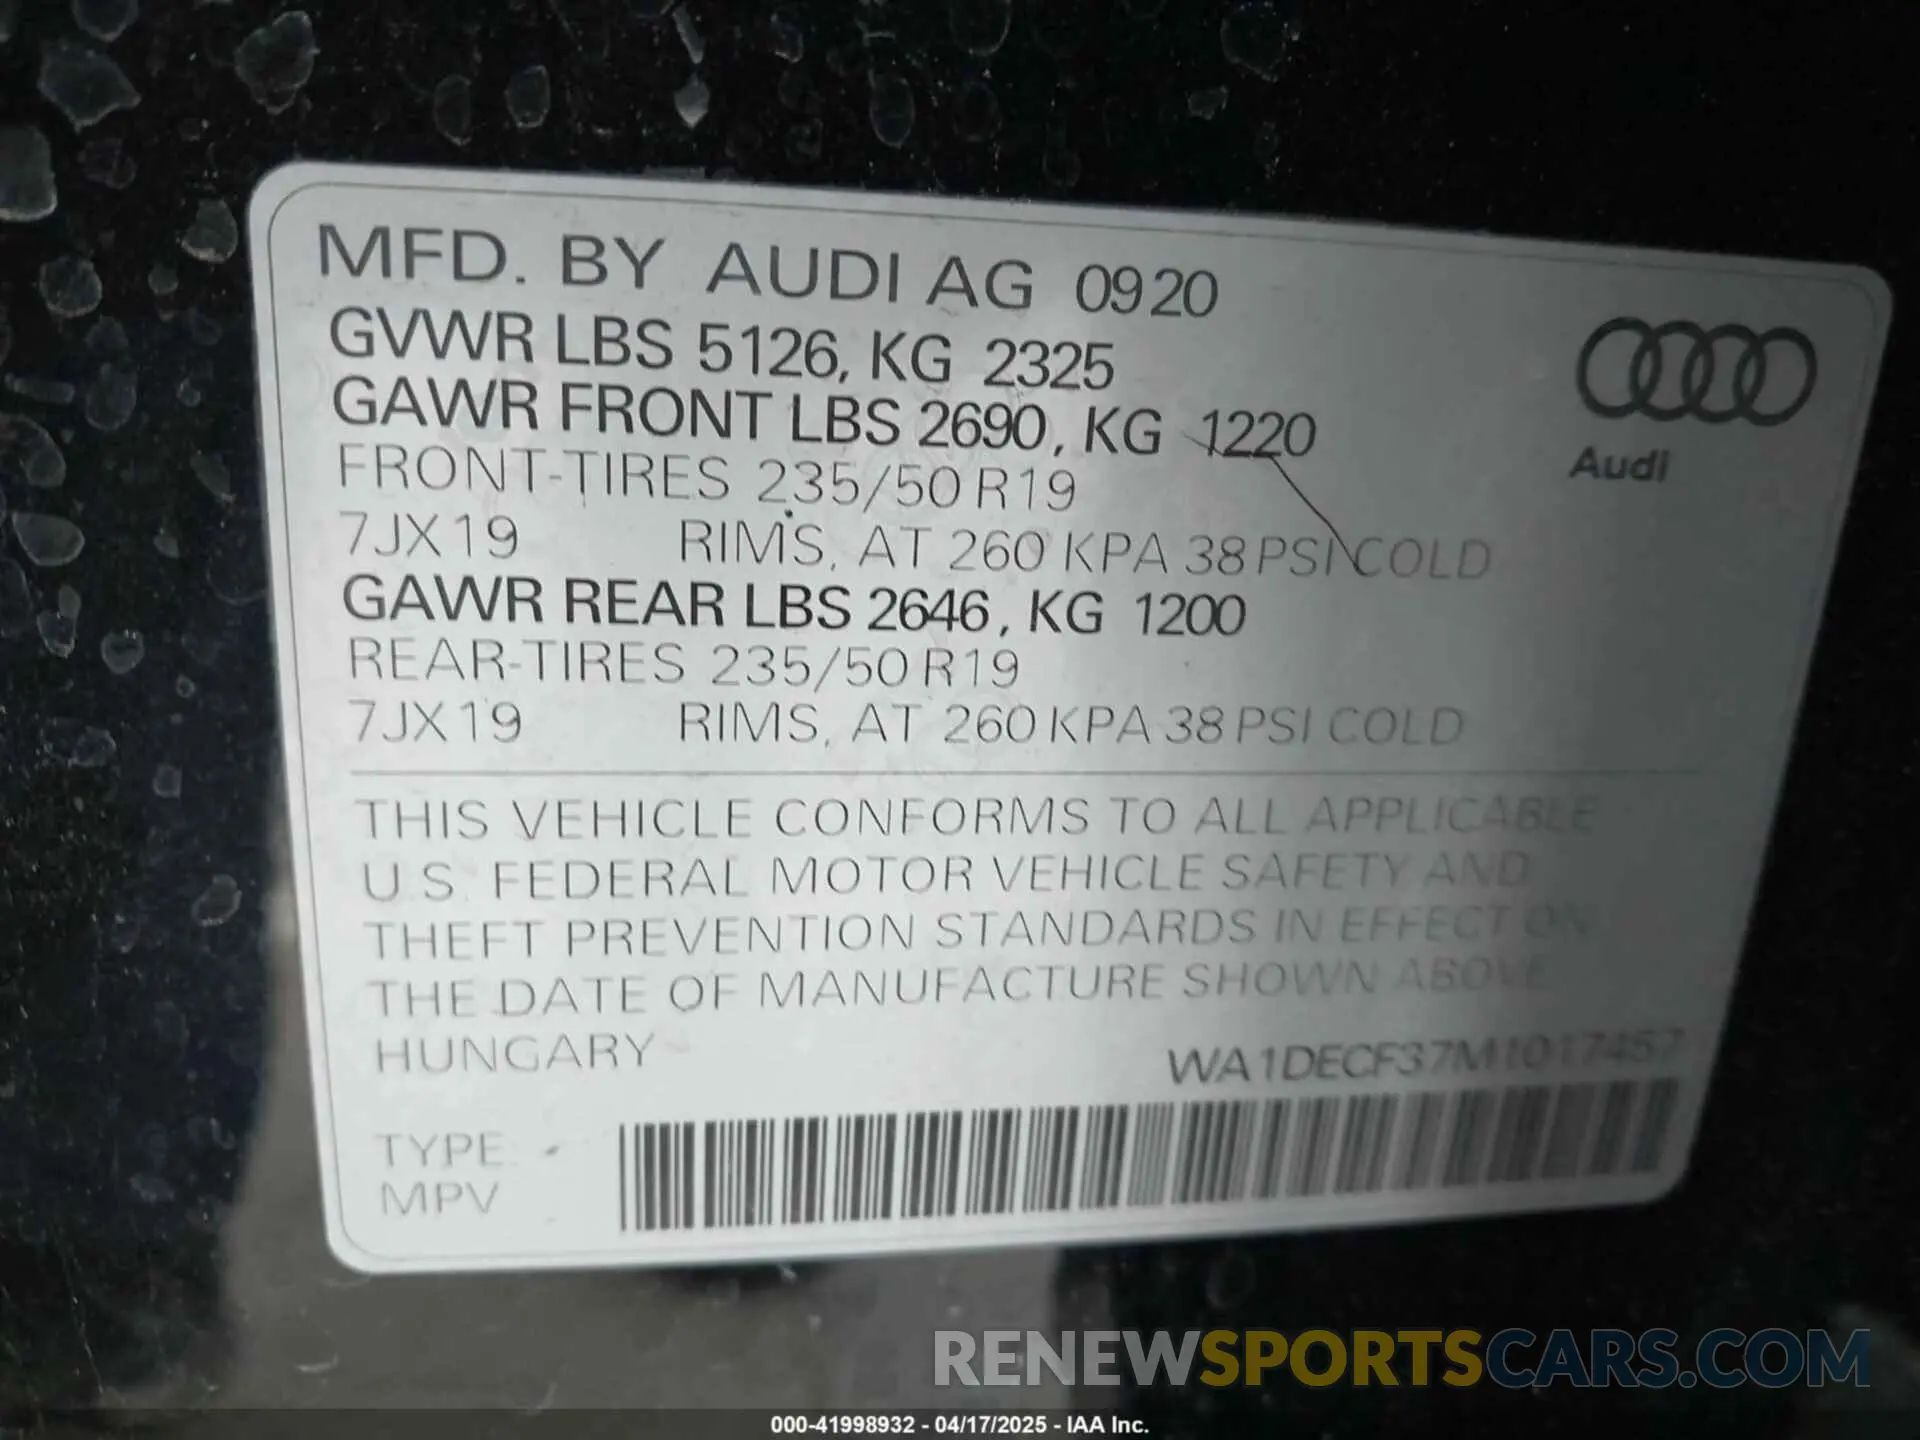 MFD. BY AUDI AG 0920
GVWR LBS 5126, KG 2325
GAWR FRONT LBS 2690, KG 1220
FRONT-TIRES 235/50 R19
7JX19 RIMS, AT 260 KPA 38 PSI COLD
GAWR REAR LBS 2646, KG 1200
REAR-TIRES 235/50 R19
7JX19 RIMS, AT 260 KPA 38 PSI COLD
Audi
THIS VEHICLE CONFORMS TO ALL APPLICABLE
U.S. FEDERAL MOTOR VEHICLE SAFETY AND
THEFT PREVENTION STANDARDS IN EFFECT ON
THE DATE OF MANUFACTURE SHOWN ABOVE
HUNGARY WA1DECF37M1017457
TYPE:
MPV
RENEWSPORTSCARS.COM
000-41998932 - 04/17/2025 - IAA Inc.